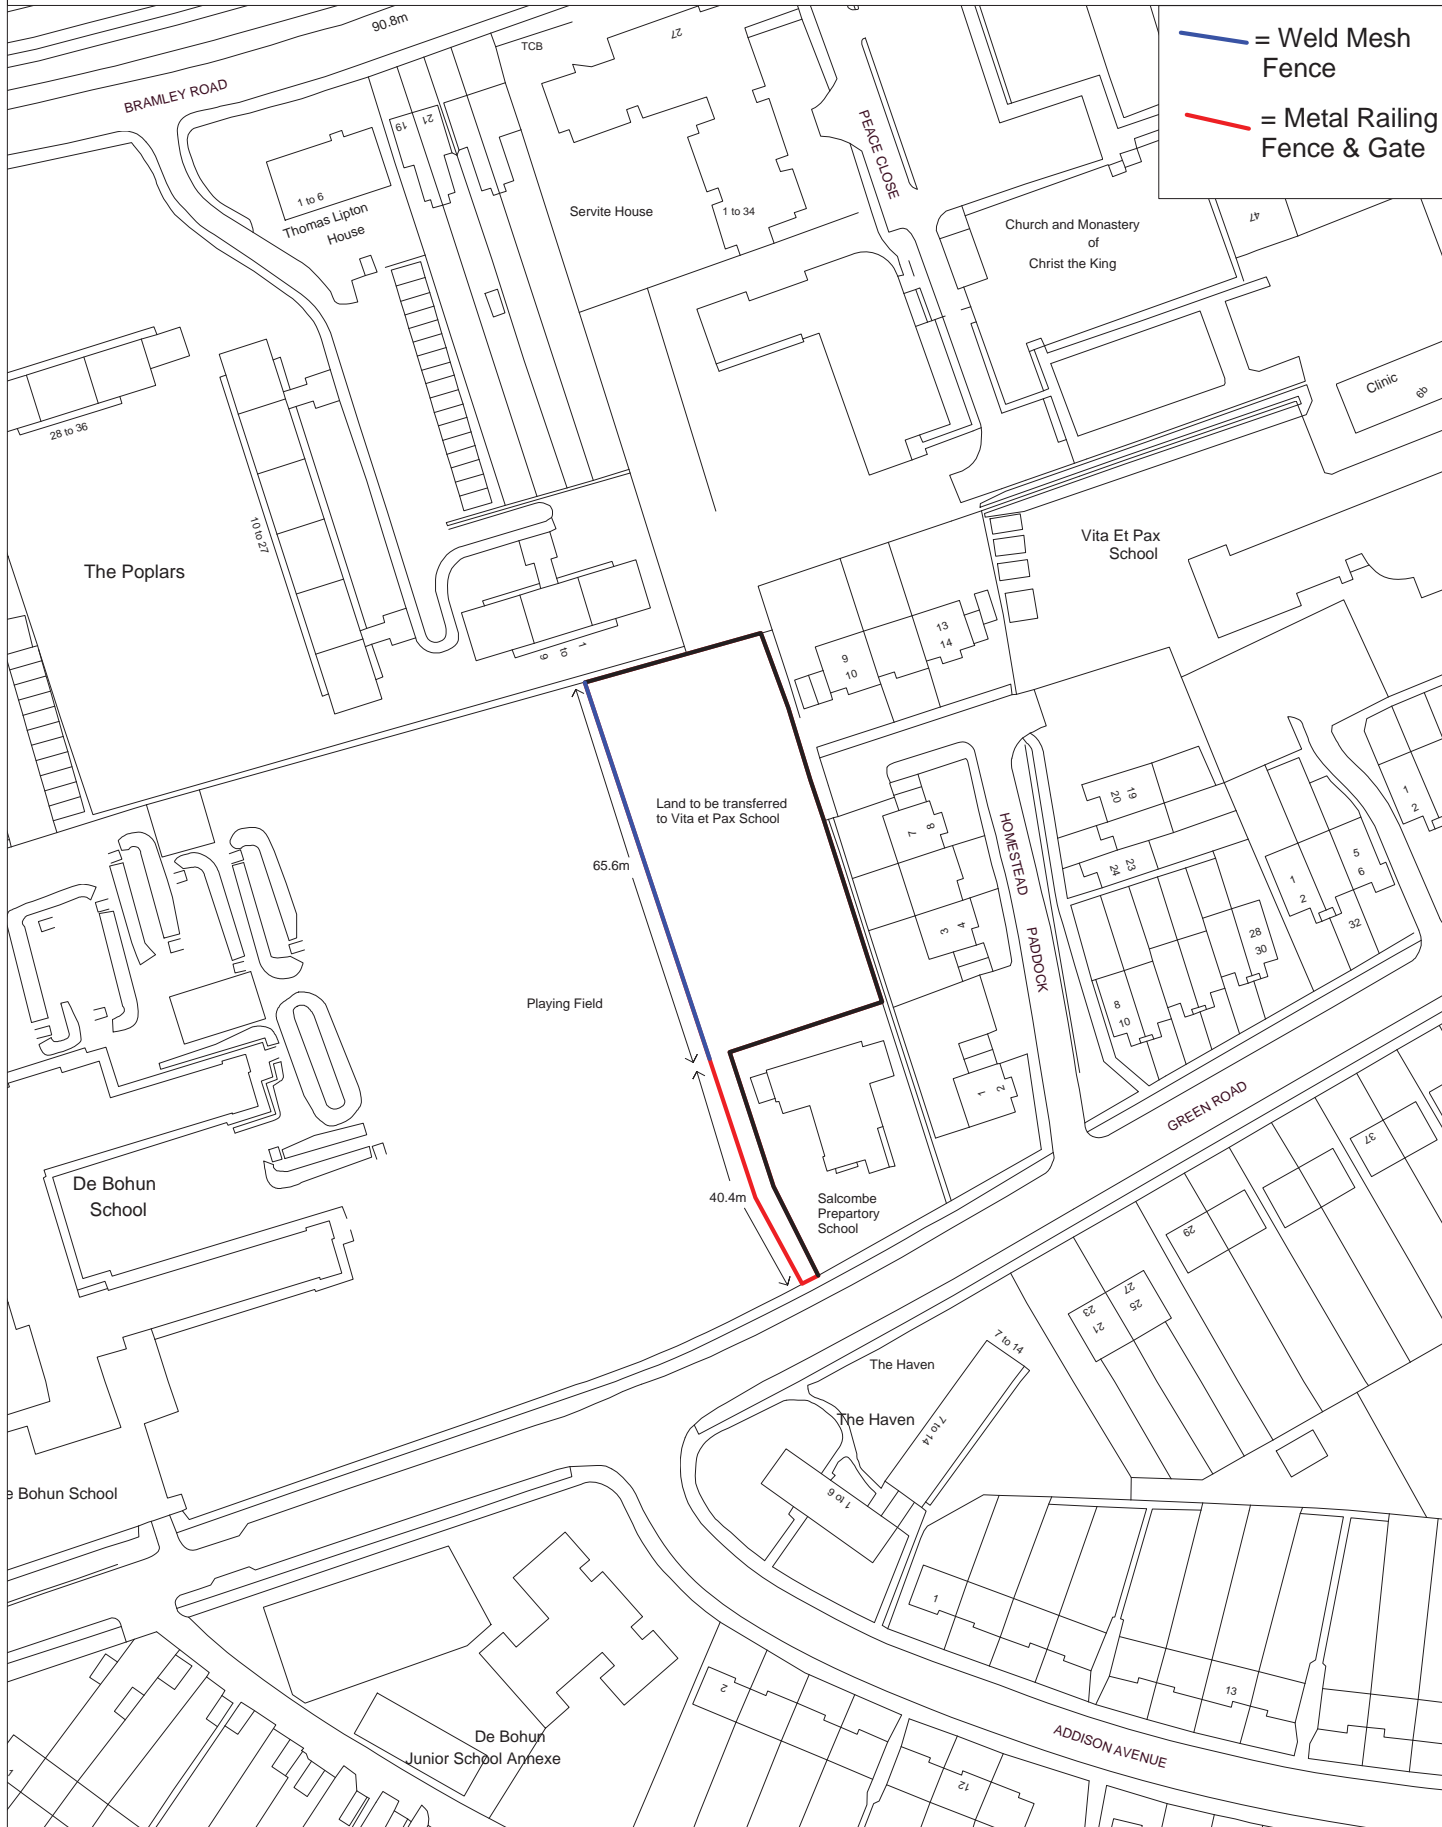 = Weld Mesh
Fence
= Metal Railing
Fence & Gate
90.8m
BRAMLEY ROAD
TCB
27
19
21
1 to 6
Thomas Lipton
House
Servite House
1 to 34
PEACE CLOSE
Church and Monastery
of
Christ the King
47
Clinic
6b
28 to 36
10 to 27
The Poplars
1
to
9
Vita Et Pax
School
9
10
13
14
Land to be transferred
to Vita et Pax School
65.6m
8
7
3
4
HOMESTEAD PADDOCK
20
19
24
23
1
2
5
6
32
1
2
28
30
8
10
Playing Field
1
2
GREEN ROAD
37
De Bohun
School
40.4m
Salcombe
Prepartory
School
29
27
25
23
21
The Haven
7 to 14
The Haven
7 to 14
1 to 6
e Bohun School
1
13
2
12
De Bohun
Junior School Annexe
ADDISON AVENUE